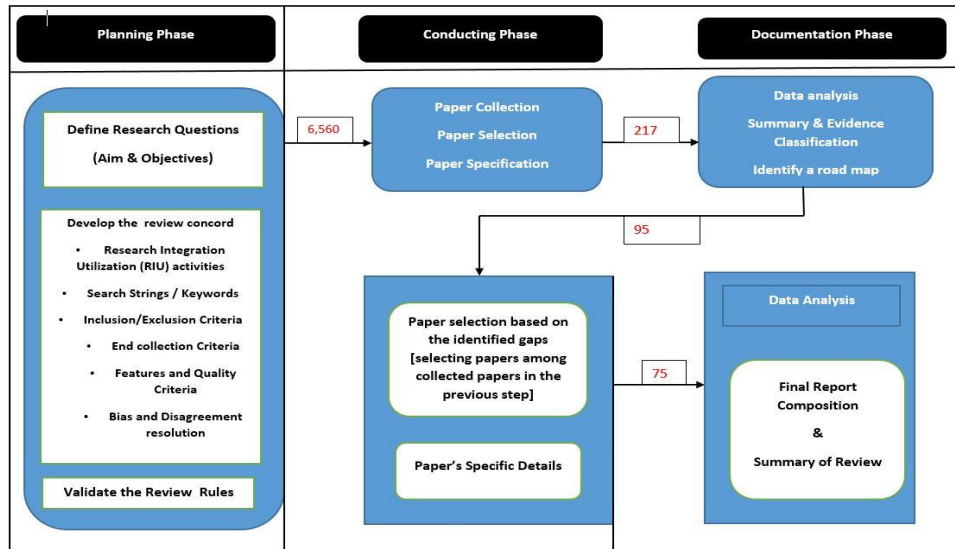 Planning Phase
Conducting Phase
Documentation Phase
Define Research Questions
(Aim & Objectives)
Develop the review concord
• Research Integration
Utilization (RIU) activities
• Search Strings / Keywords
• Inclusion/Exclusion Criteria
• End collection Criteria
• Features and Quality
Criteria
• Bias and Disagreement
resolution
Validate the Review Rules
6,560
Paper Collection
Paper Selection
Paper Specification
217
Data analysis
Summary & Evidence
Classification
Identify a road map
95
Paper selection based on
the identified gaps
[selecting papers among
collected papers in the
previous step]
Paper's Specific Details
75
Data Analysis
Final Report
Composition
&
Summary of Review